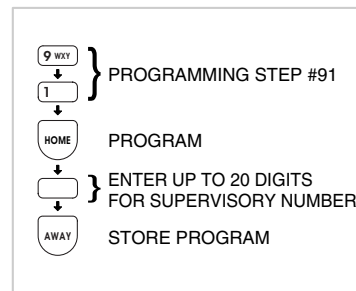 9 WXY
1
PROGRAMMING STEP #91
HOME
PROGRAM
ENTER UP TO 20 DIGITS
FOR SUPERVISORY NUMBER
AWAY
STORE PROGRAM